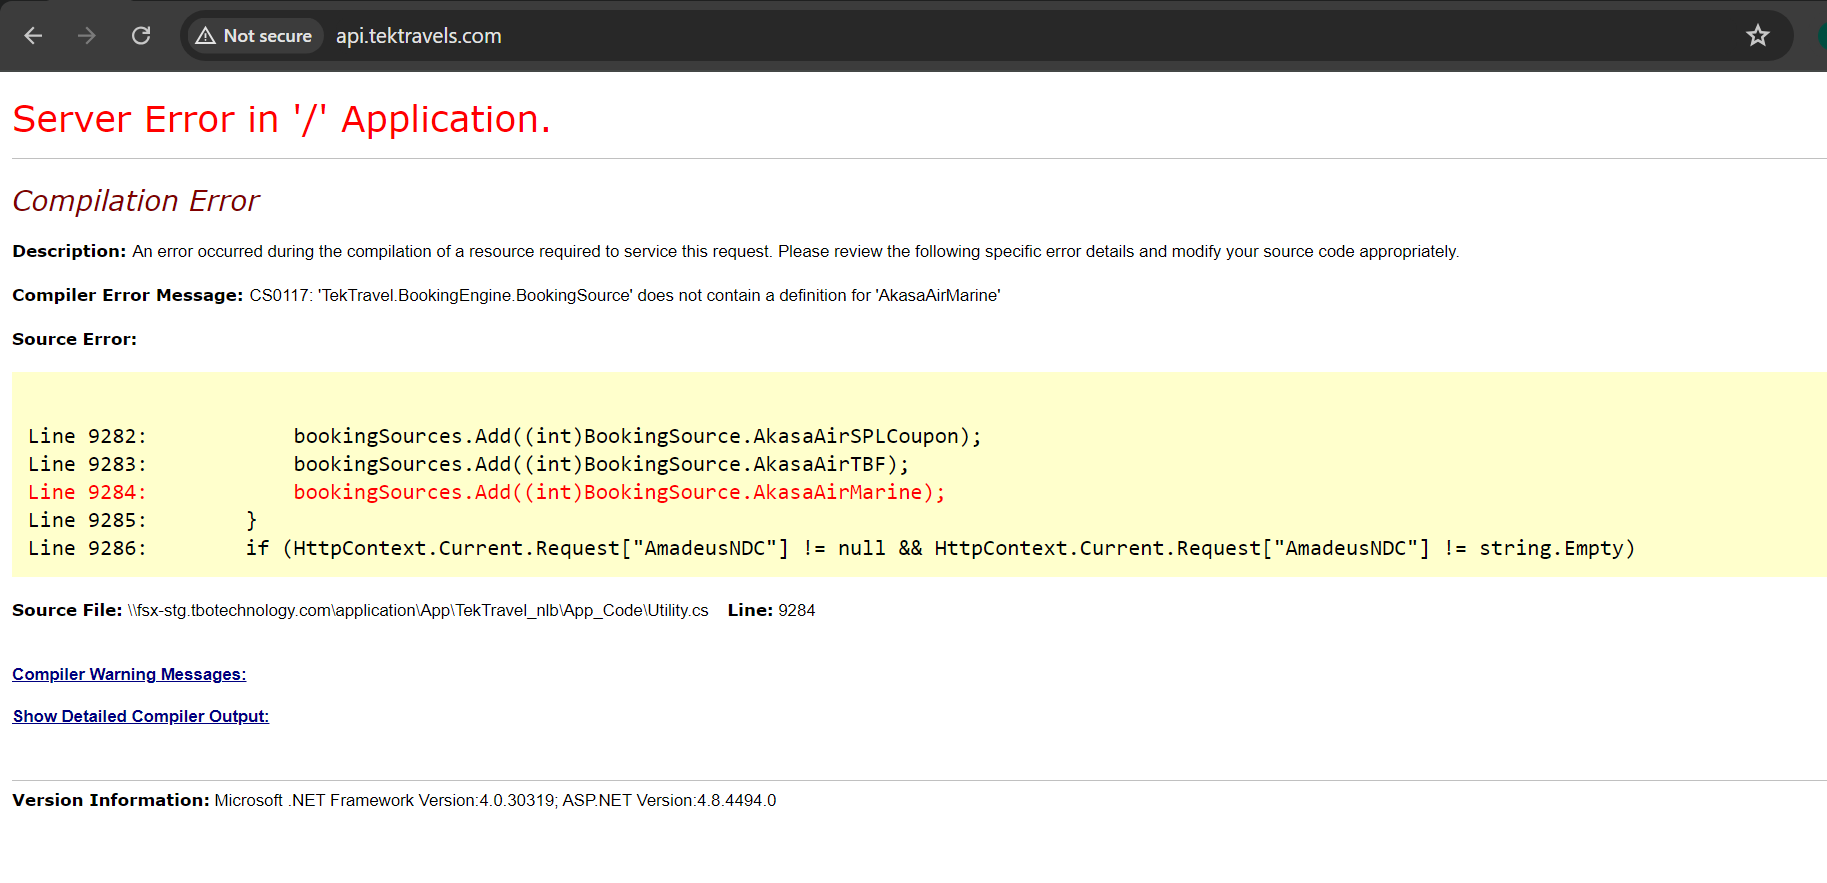 Not secure api.tektravels.com
Server Error in '/' Application.
Compilation Error
Description: An error occurred during the compilation of a resource required to service this request. Please review the following specific error details and modify your source code appropriately.
Compiler Error Message: CS0117: 'TekTravel.BookingEngine.BookingSource' does not contain a definition for 'AkasaAirMarine'
Source Error:
Line 9282:            bookingSources.Add((int)BookingSource.AkasaAirSPLCoupon);
Line 9283:            bookingSources.Add((int)BookingSource.AkasaAirTBF);
Line 9284:            bookingSources.Add((int)BookingSource.AkasaAirMarine);
Line 9285:        }
Line 9286:        if (HttpContext.Current.Request["AmadeusNDC"] != null && HttpContext.Current.Request["AmadeusNDC"] != string.Empty)
Source File: \\fsx-stg.tbotechnology.com\application\App\TekTravel_nlb\App_Code\Utility.cs    Line: 9284
Compiler Warning Messages:
Show Detailed Compiler Output:
Version Information: Microsoft .NET Framework Version:4.0.30319; ASP.NET Version:4.8.4494.0